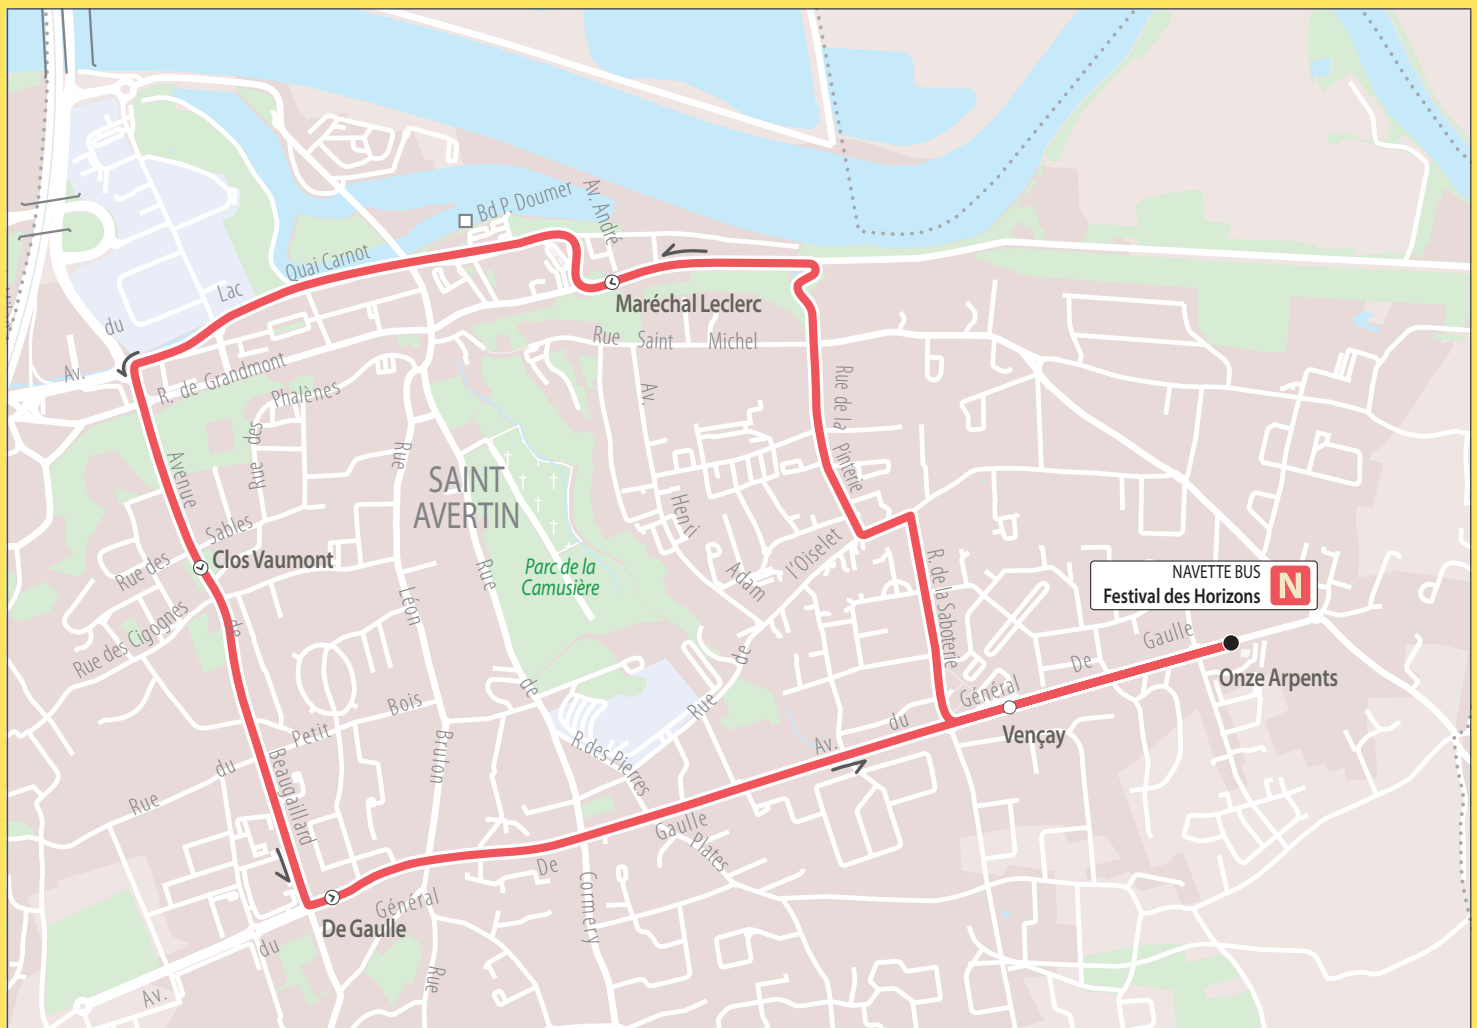 Bd P. Doumer
Av. André
Quai Carnot
Lac
du
Av.
Maréchal Leclerc
Rue Saint Michel
R. de Grandmont
Phalènes
des
Rue
Av.
Henri
Adam
Rue de la
Pinterie
Rue
Léon
Brulon
Rue
SAINT
AVERTIN
Avenue
de
Beaugaillard
Sables
Rue des
Clos Vaumont
Rue des Cigognes
Parc de la
Camusière
l'Oiselet
de
Rue
R. de la Saboterie
NAVETTE BUS
Festival des Horizons
N
Gaulle
De
Général
du
Av.
Onze Arpents
Vençay
Rue
de
Cormery
Bois
Petit
du
Rue
R. des Pierres
Plates
Gaulle
De
Général
du
Av.
De Gaulle